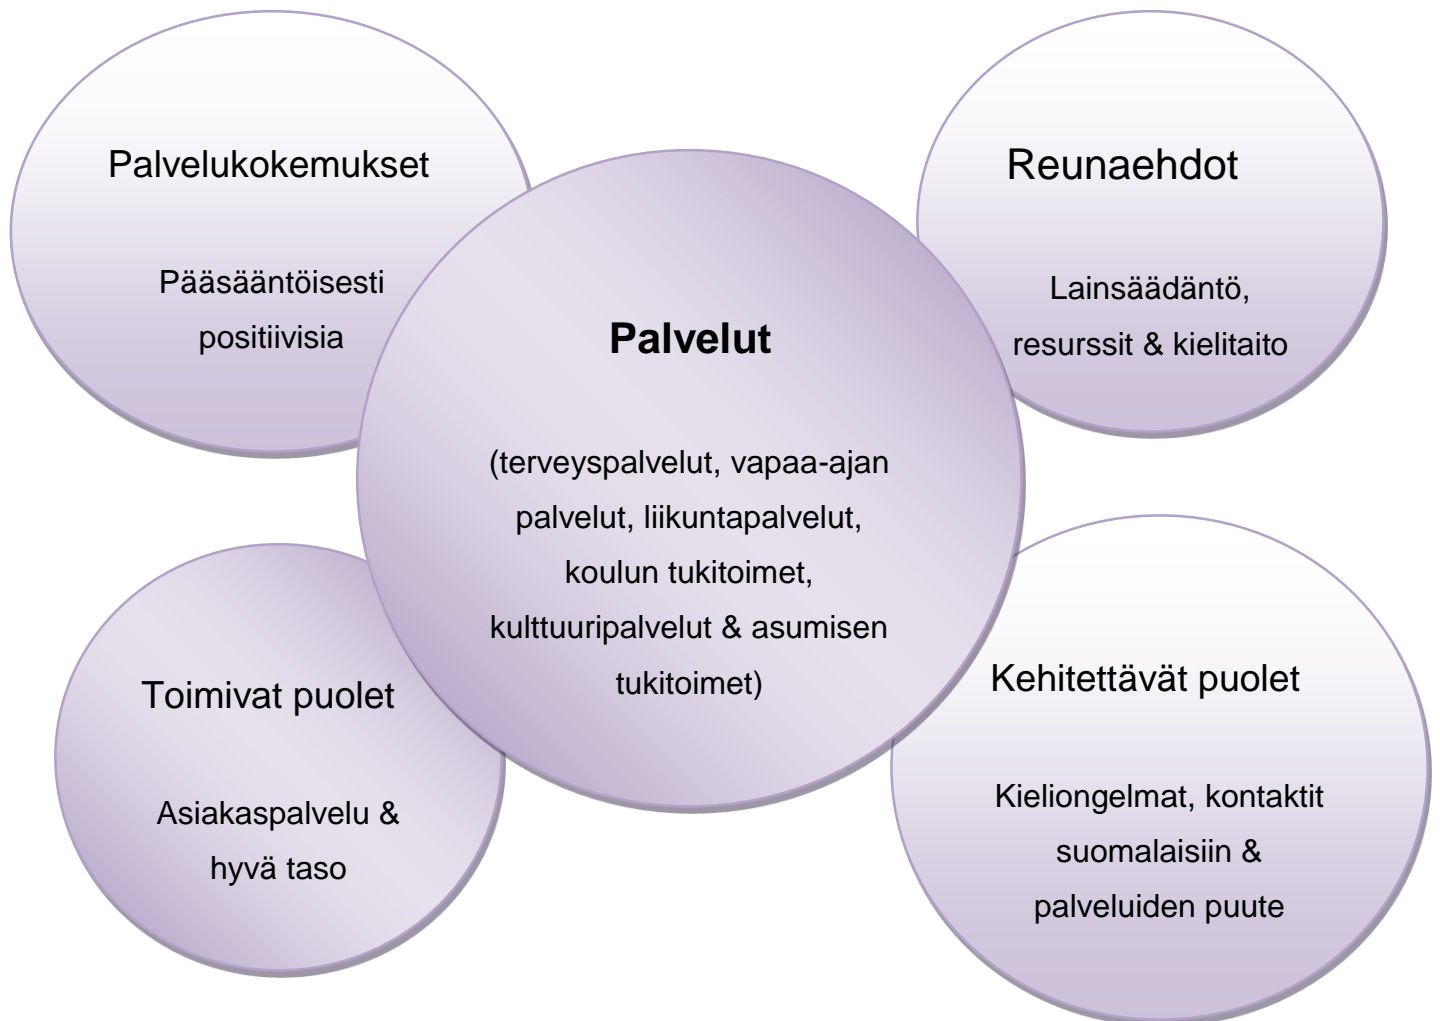 Palvelukokemukset
Pääsääntöisesti
positiivisia
Reunaehdot
Lainsäädäntö,
resurssit & kielitaito
Palvelut
(terveyspalvelut, vapaa-ajan
palvelut, liikuntapalvelut,
koulun tukitoimet,
kulttuuripalvelut & asumisen
tukitoimet)
Toimivat puolet
Asiakaspalvelu &
hyvä taso
Kehitettävät puolet
Kieliongelmat, kontaktit
suomalaisiin &
palveluiden puute